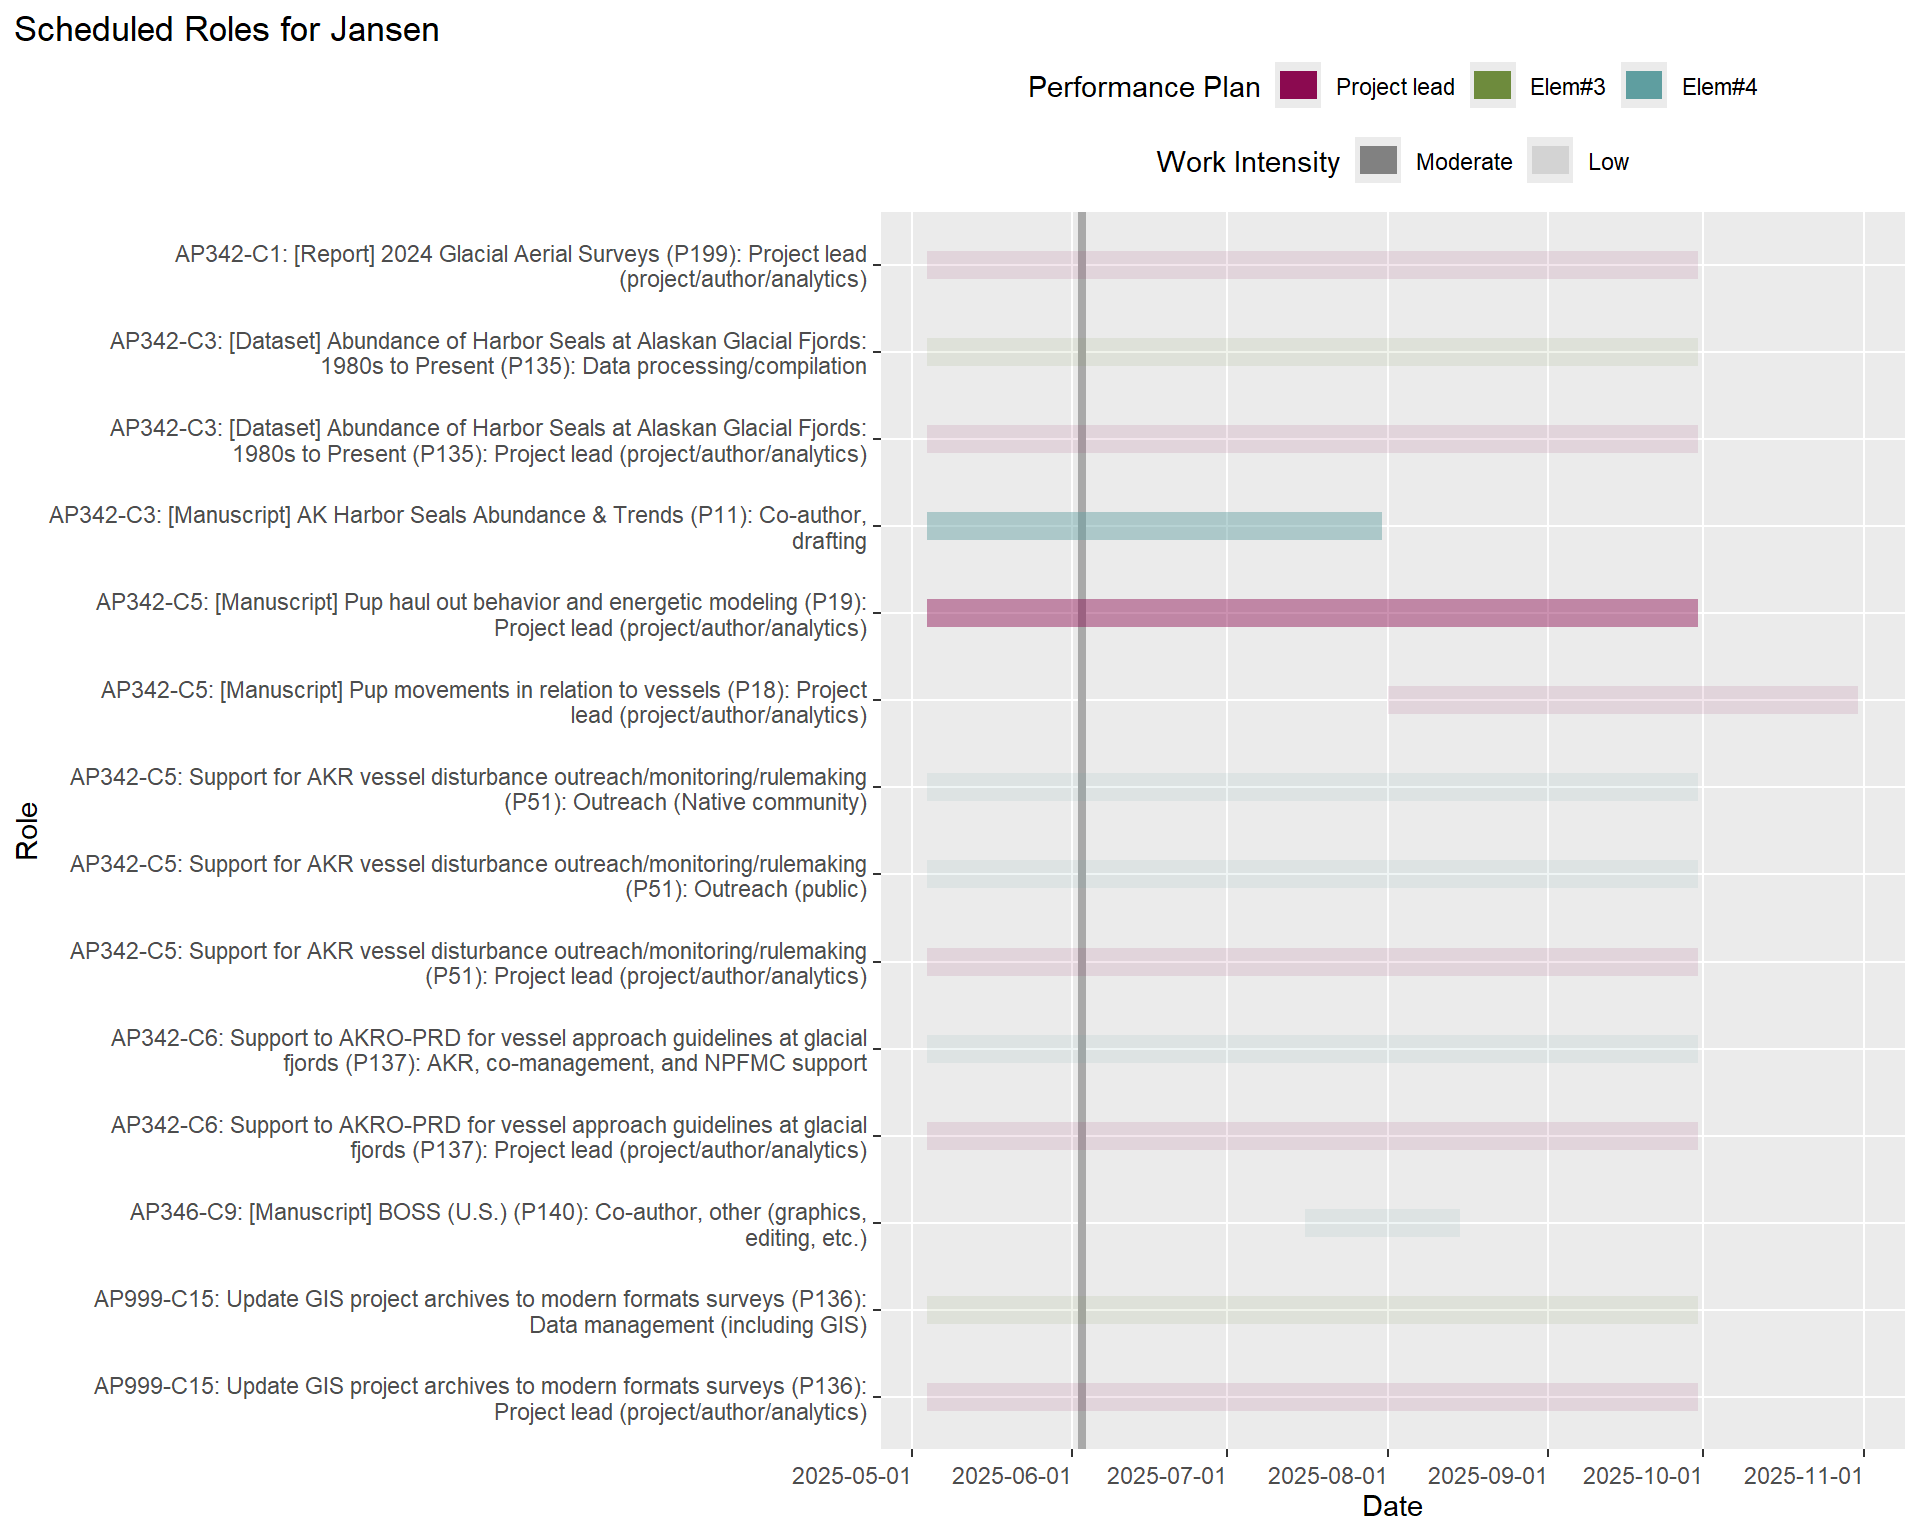 Scheduled Roles for Jansen
Performance Plan Project lead Elem#3 Elem#4
Work Intensity Moderate Low
AP342-C1: [Report] 2024 Glacial Aerial Surveys (P199): Project lead
(project/author/analytics)
AP342-C3: [Dataset] Abundance of Harbor Seals at Alaskan Glacial Fjords:
1980s to Present (P135): Data processing/compilation
AP342-C3: [Dataset] Abundance of Harbor Seals at Alaskan Glacial Fjords:
1980s to Present (P135): Project lead (project/author/analytics)
AP342-C3: [Manuscript] AK Harbor Seals Abundance & Trends (P11): Co-author,
drafting
AP342-C5: [Manuscript] Pup haul out behavior and energetic modeling (P19):
Project lead (project/author/analytics)
AP342-C5: [Manuscript] Pup movements in relation to vessels (P18): Project
lead (project/author/analytics)
AP342-C5: Support for AKR vessel disturbance outreach/monitoring/rulemaking
(P51): Outreach (Native community)
AP342-C5: Support for AKR vessel disturbance outreach/monitoring/rulemaking
(P51): Outreach (public)
AP342-C5: Support for AKR vessel disturbance outreach/monitoring/rulemaking
(P51): Project lead (project/author/analytics)
AP342-C6: Support to AKRO-PRD for vessel approach guidelines at glacial
fjords (P137): AKR, co-management, and NPFMC support
AP342-C6: Support to AKRO-PRD for vessel approach guidelines at glacial
fjords (P137): Project lead (project/author/analytics)
AP346-C9: [Manuscript] BOSS (U.S.) (P140): Co-author, other (graphics,
editing, etc.)
AP999-C15: Update GIS project archives to modern formats surveys (P136):
Data management (including GIS)
AP999-C15: Update GIS project archives to modern formats surveys (P136):
Project lead (project/author/analytics)
Role
2025-05-01 2025-06-01 2025-07-01 2025-08-01 2025-09-01 2025-10-01 2025-11-01
Date